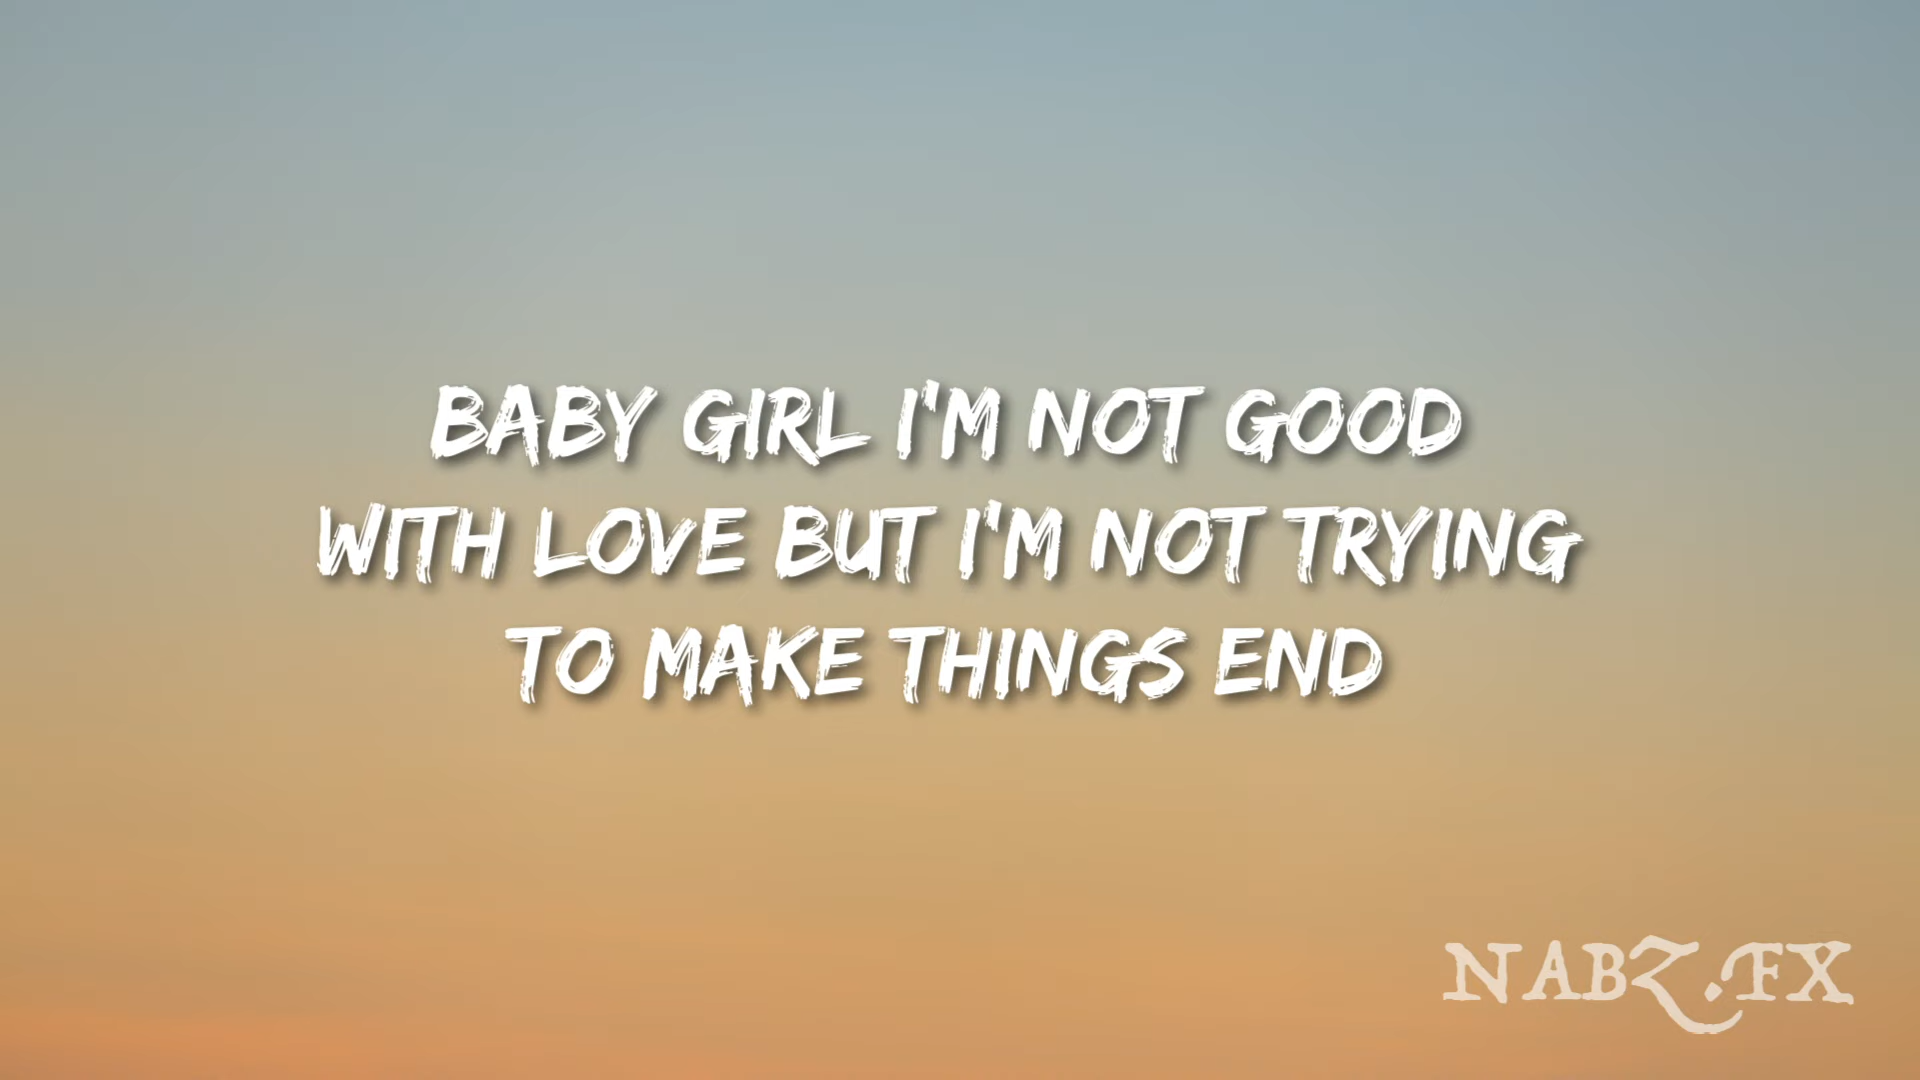 BABY GIRL I'M NOT GOOD
WITH LOVE BUT I'M NOT TRYING
TO MAKE THINGS END
NABZ.FX